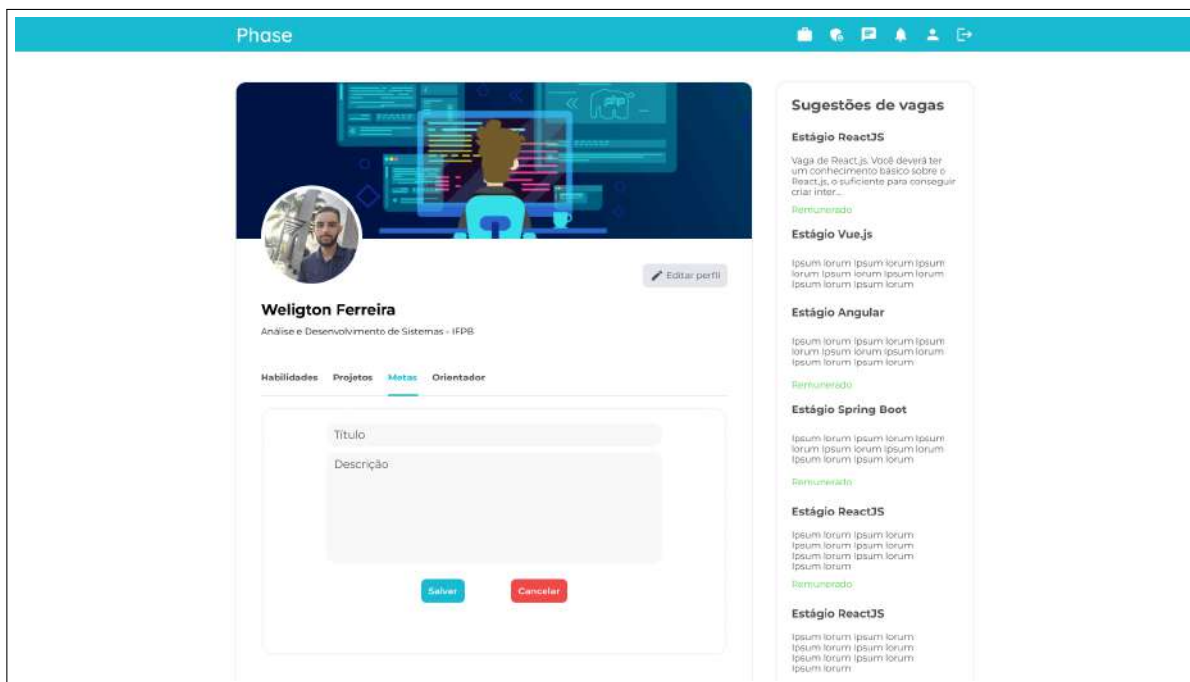 Phase
Weligton Ferreira
Análise e Desenvolvimento de Sistemas - IFPB
Editar perfil
Habilidades Projetos Metas Orientador
Título
Descrição
Salvar Cancelar
Sugestões de vagas
Estágio ReactJS
Vaga de React.js. Você deverá ter
um conhecimento básico sobre o
React.js, o suficiente para conseguir
criar inter...
Remunerado
Estágio Vue.js
Ipsum lorum Ipsum lorum Ipsum
lorum Ipsum lorum Ipsum lorum
Ipsum lorum Ipsum lorum
Estágio Angular
Ipsum lorum Ipsum lorum Ipsum
lorum Ipsum lorum Ipsum lorum
Ipsum lorum Ipsum lorum
Remunerado
Estágio Spring Boot
Ipsum lorum Ipsum lorum Ipsum
lorum Ipsum lorum Ipsum lorum
Ipsum lorum Ipsum lorum
Remunerado
Estágio ReactJS
Ipsum lorum Ipsum lorum
Ipsum lorum Ipsum lorum
Ipsum lorum Ipsum lorum
Ipsum lorum
Remunerado
Estágio ReactJS
Ipsum lorum Ipsum lorum
Ipsum lorum Ipsum lorum
Ipsum lorum Ipsum lorum
Ipsum lorum